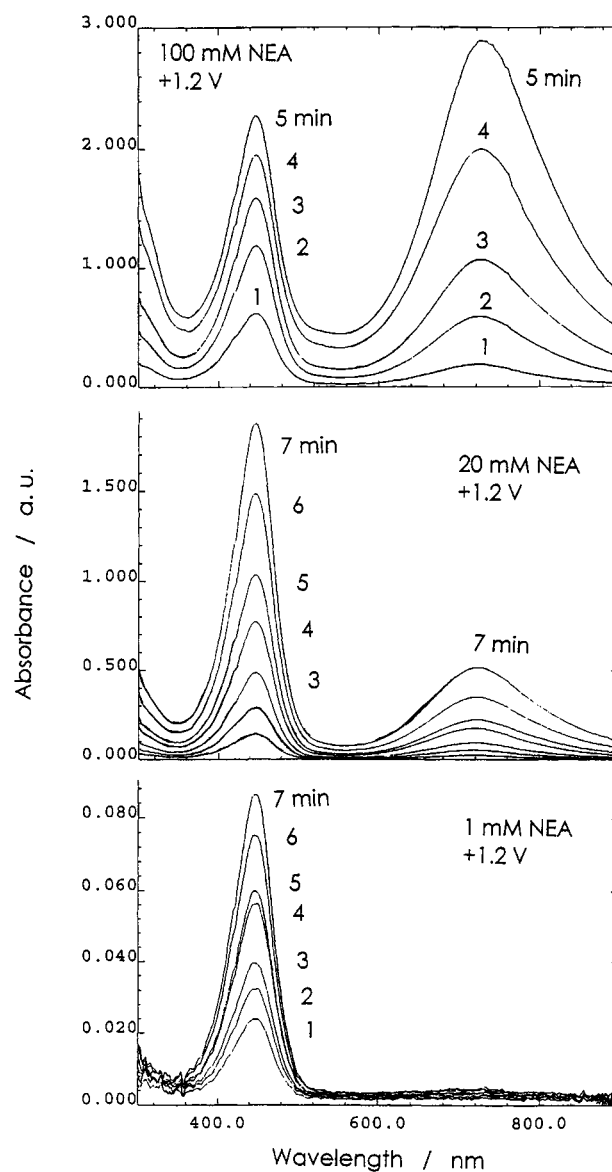 3.000
100 mM NEA
+1.2 V
5 min
5 min
4
4
2.000
3
3
2
2
1.000
1
1
0.000
7 min
20 mM NEA
+1.2 V
1.500
6
5
1.000
4
7 min
3
0.500
0.000
7 min
1 mM NEA
+1.2 V
0.080
6
0.060
5
4
0.040
3
2
0.020
1
0.000
400.0
600.0
800.0
Wavelength / nm
Absorbance / a. u.